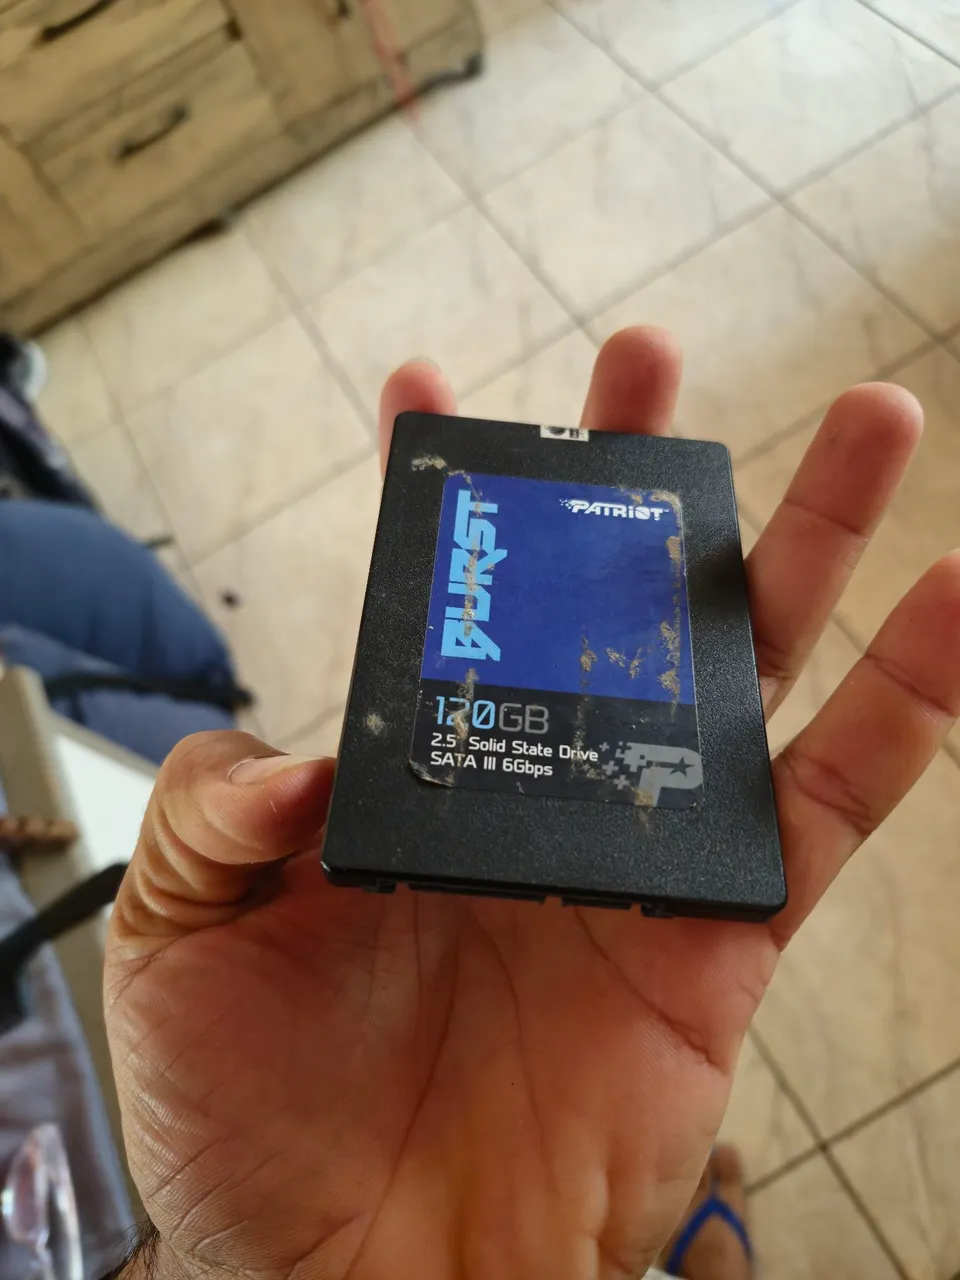 PATRIOT
BURST
120GB
2.5" Solid State Drive
SATA III 6Gbps